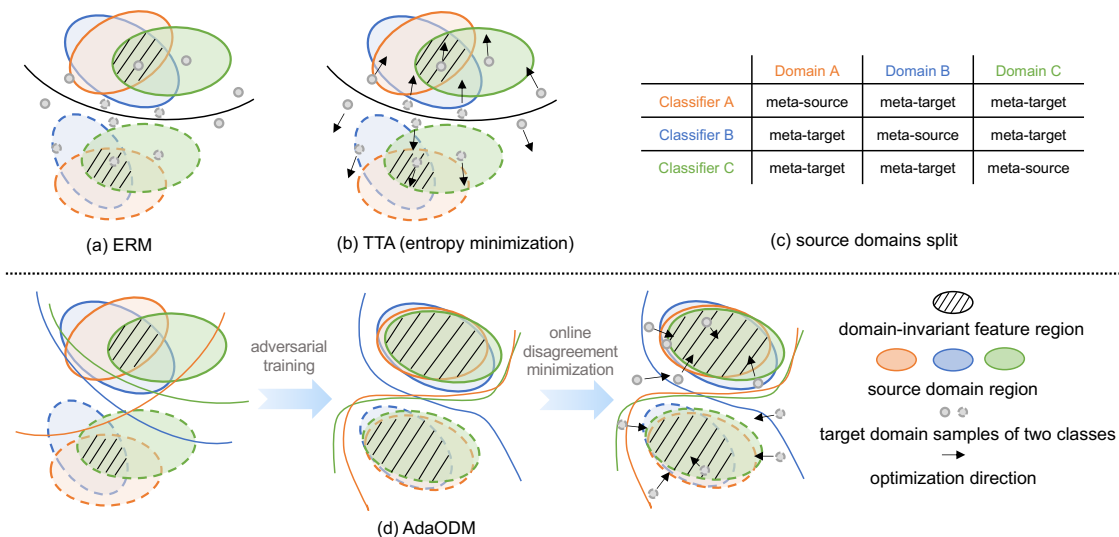 (a) ERM
(b) TTA (entropy minimization)
Domain A Domain B Domain C
Classifier A meta-source meta-target meta-target
Classifier B meta-target meta-source meta-target
Classifier C meta-target meta-target meta-source
(c) source domains split
adversarial
training
online
disagreement
minimization
(d) AdaODM
domain-invariant feature region
source domain region
target domain samples of two classes
optimization direction